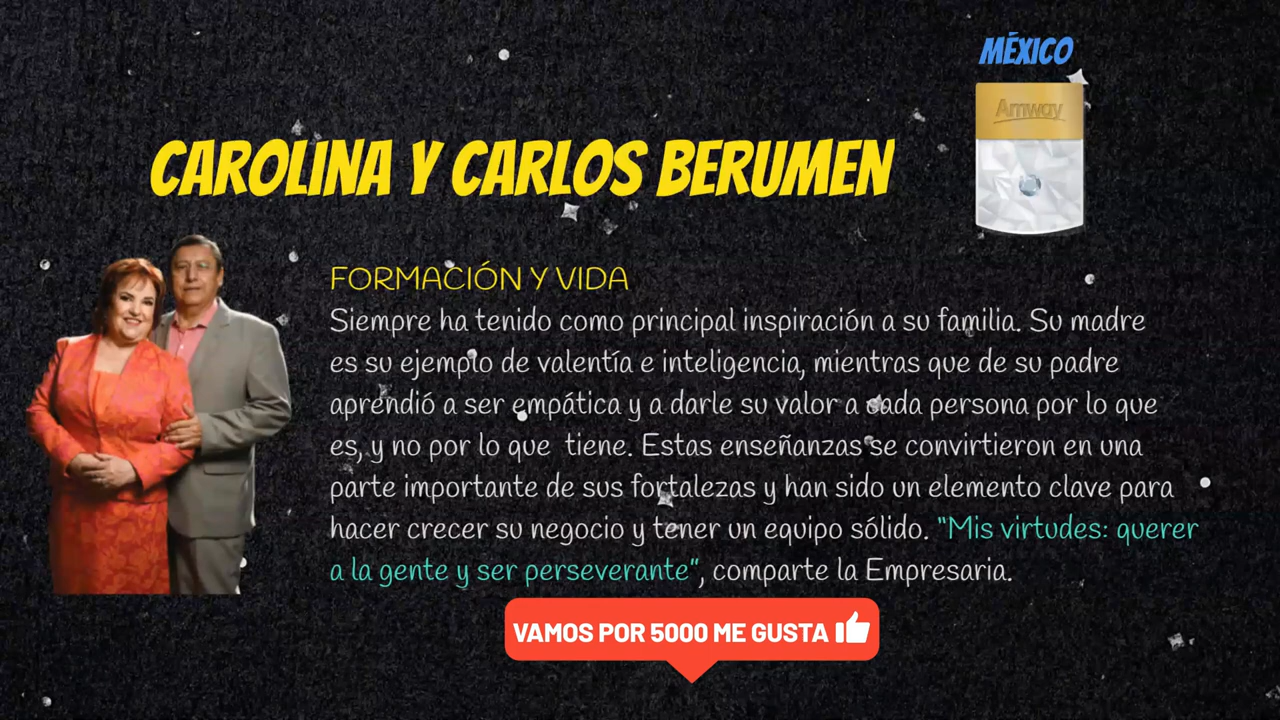 MÉXICO
Amway
CAROLINA Y CARLOS BERUMEN
FORMACIÓN Y VIDA
Siempre ha tenido como principal inspiración a su familia. Su madre
es su ejemplo de valentía e inteligencia, mientras que de su padre
aprendió a ser empática y a darle su valor a cada persona por lo que
es, y no por lo que tiene. Estas enseñanzas se convirtieron en una
parte importante de sus fortalezas y han sido un elemento clave para
hacer crecer su negocio y tener un equipo sólido. "Mis virtudes: querer
a la gente y ser perseverante", comparte la Empresaria.
VAMOS POR 5000 ME GUSTA